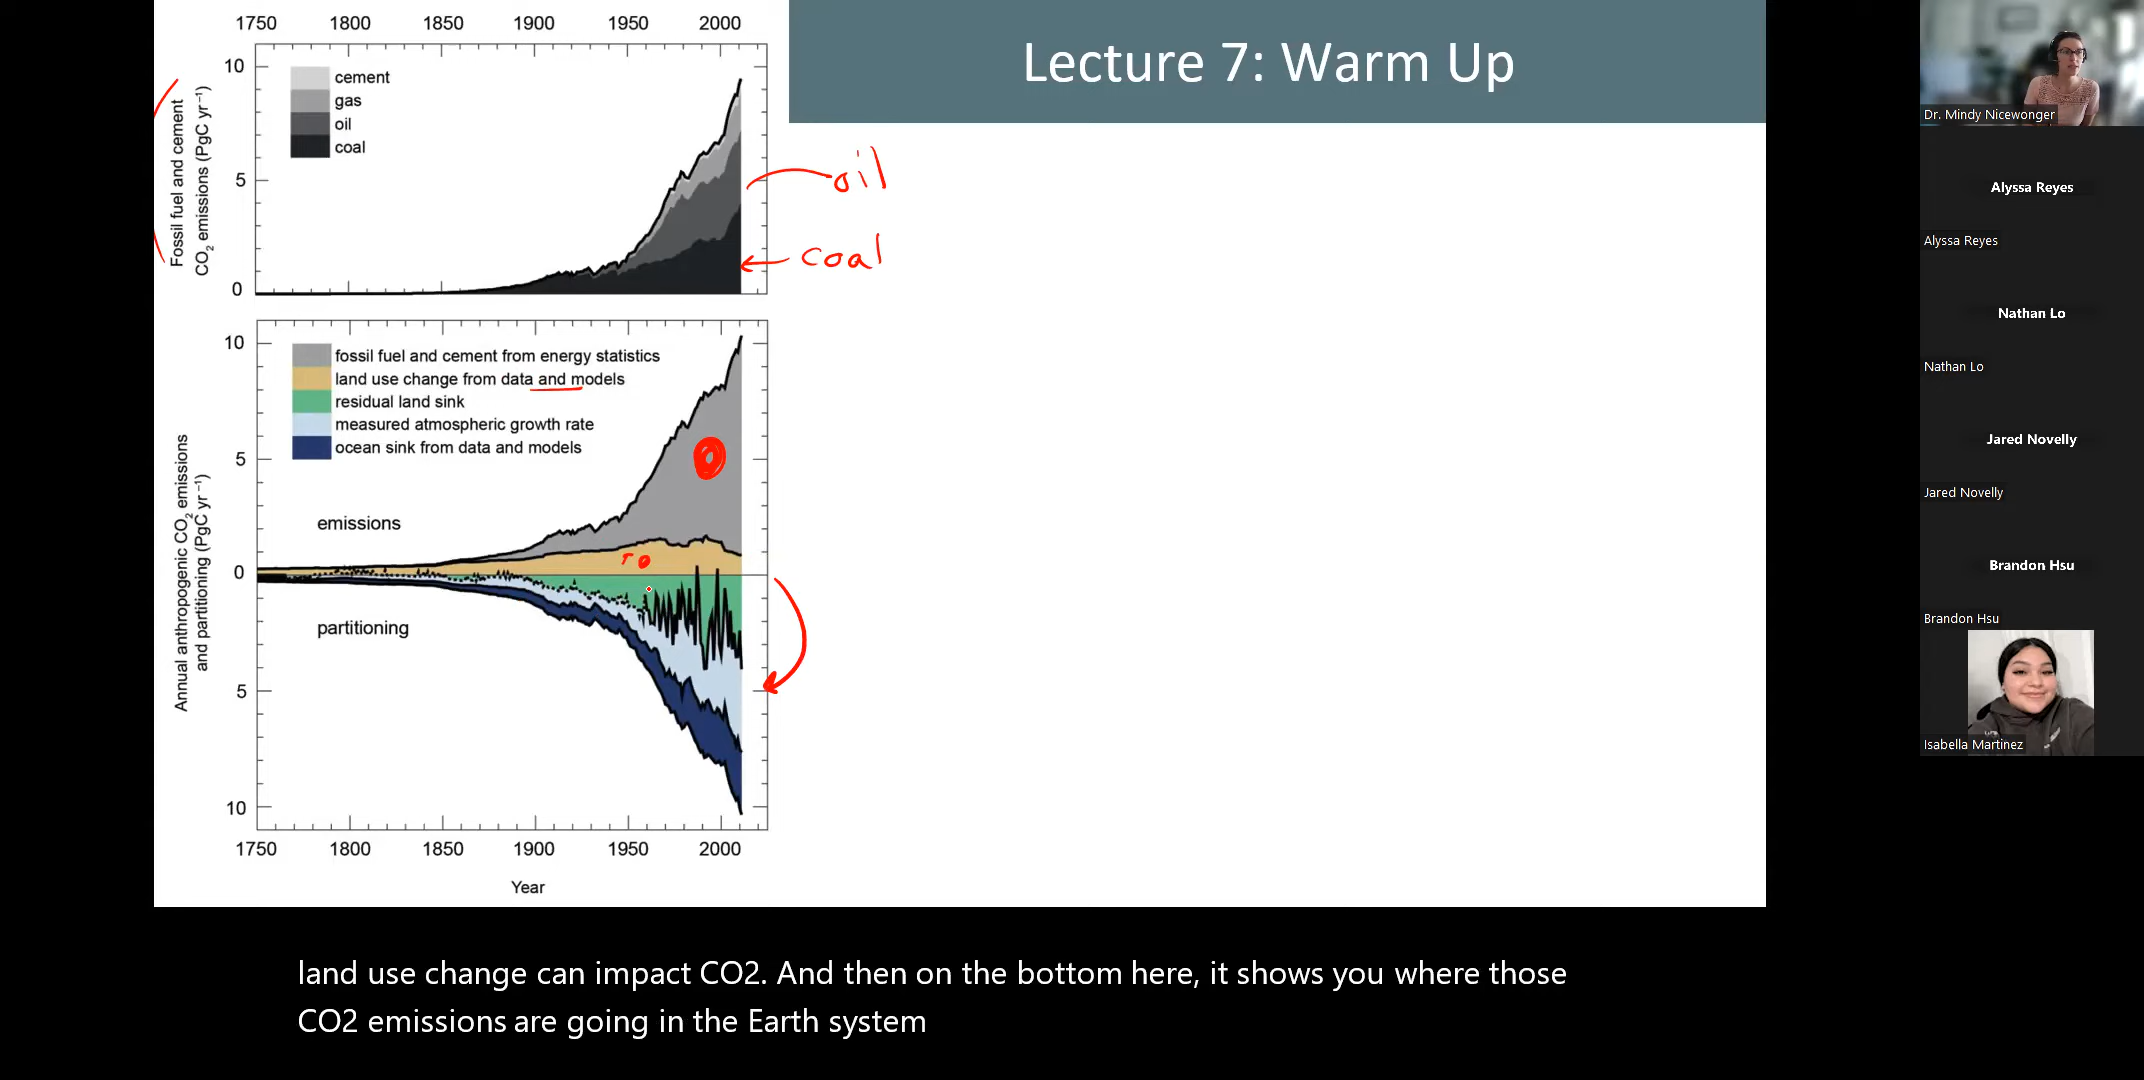 Lecture 7: Warm Up
1750 1800 1850 1900 1950 2000
10
5
0
Fossil fuel and cement
CO2 emissions (PgC yr−1)
cement
gas
oil
coal
oil
coal
10
5
0
5
10
Annual anthropogenic CO2 emissions
and partitioning (PgC yr−1)
fossil fuel and cement from energy statistics
land use change from data and models
residual land sink
measured atmospheric growth rate
ocean sink from data and models
emissions
partitioning
1750 1800 1850 1900 1950 2000
Year
land use change can impact CO2. And then on the bottom here, it shows you where those
CO2 emissions are going in the Earth system
Dr. Mindy Nicewonger
Alyssa Reyes
Alyssa Reyes
Nathan Lo
Nathan Lo
Jared Novelly
Jared Novelly
Brandon Hsu
Brandon Hsu
Isabella Martinez